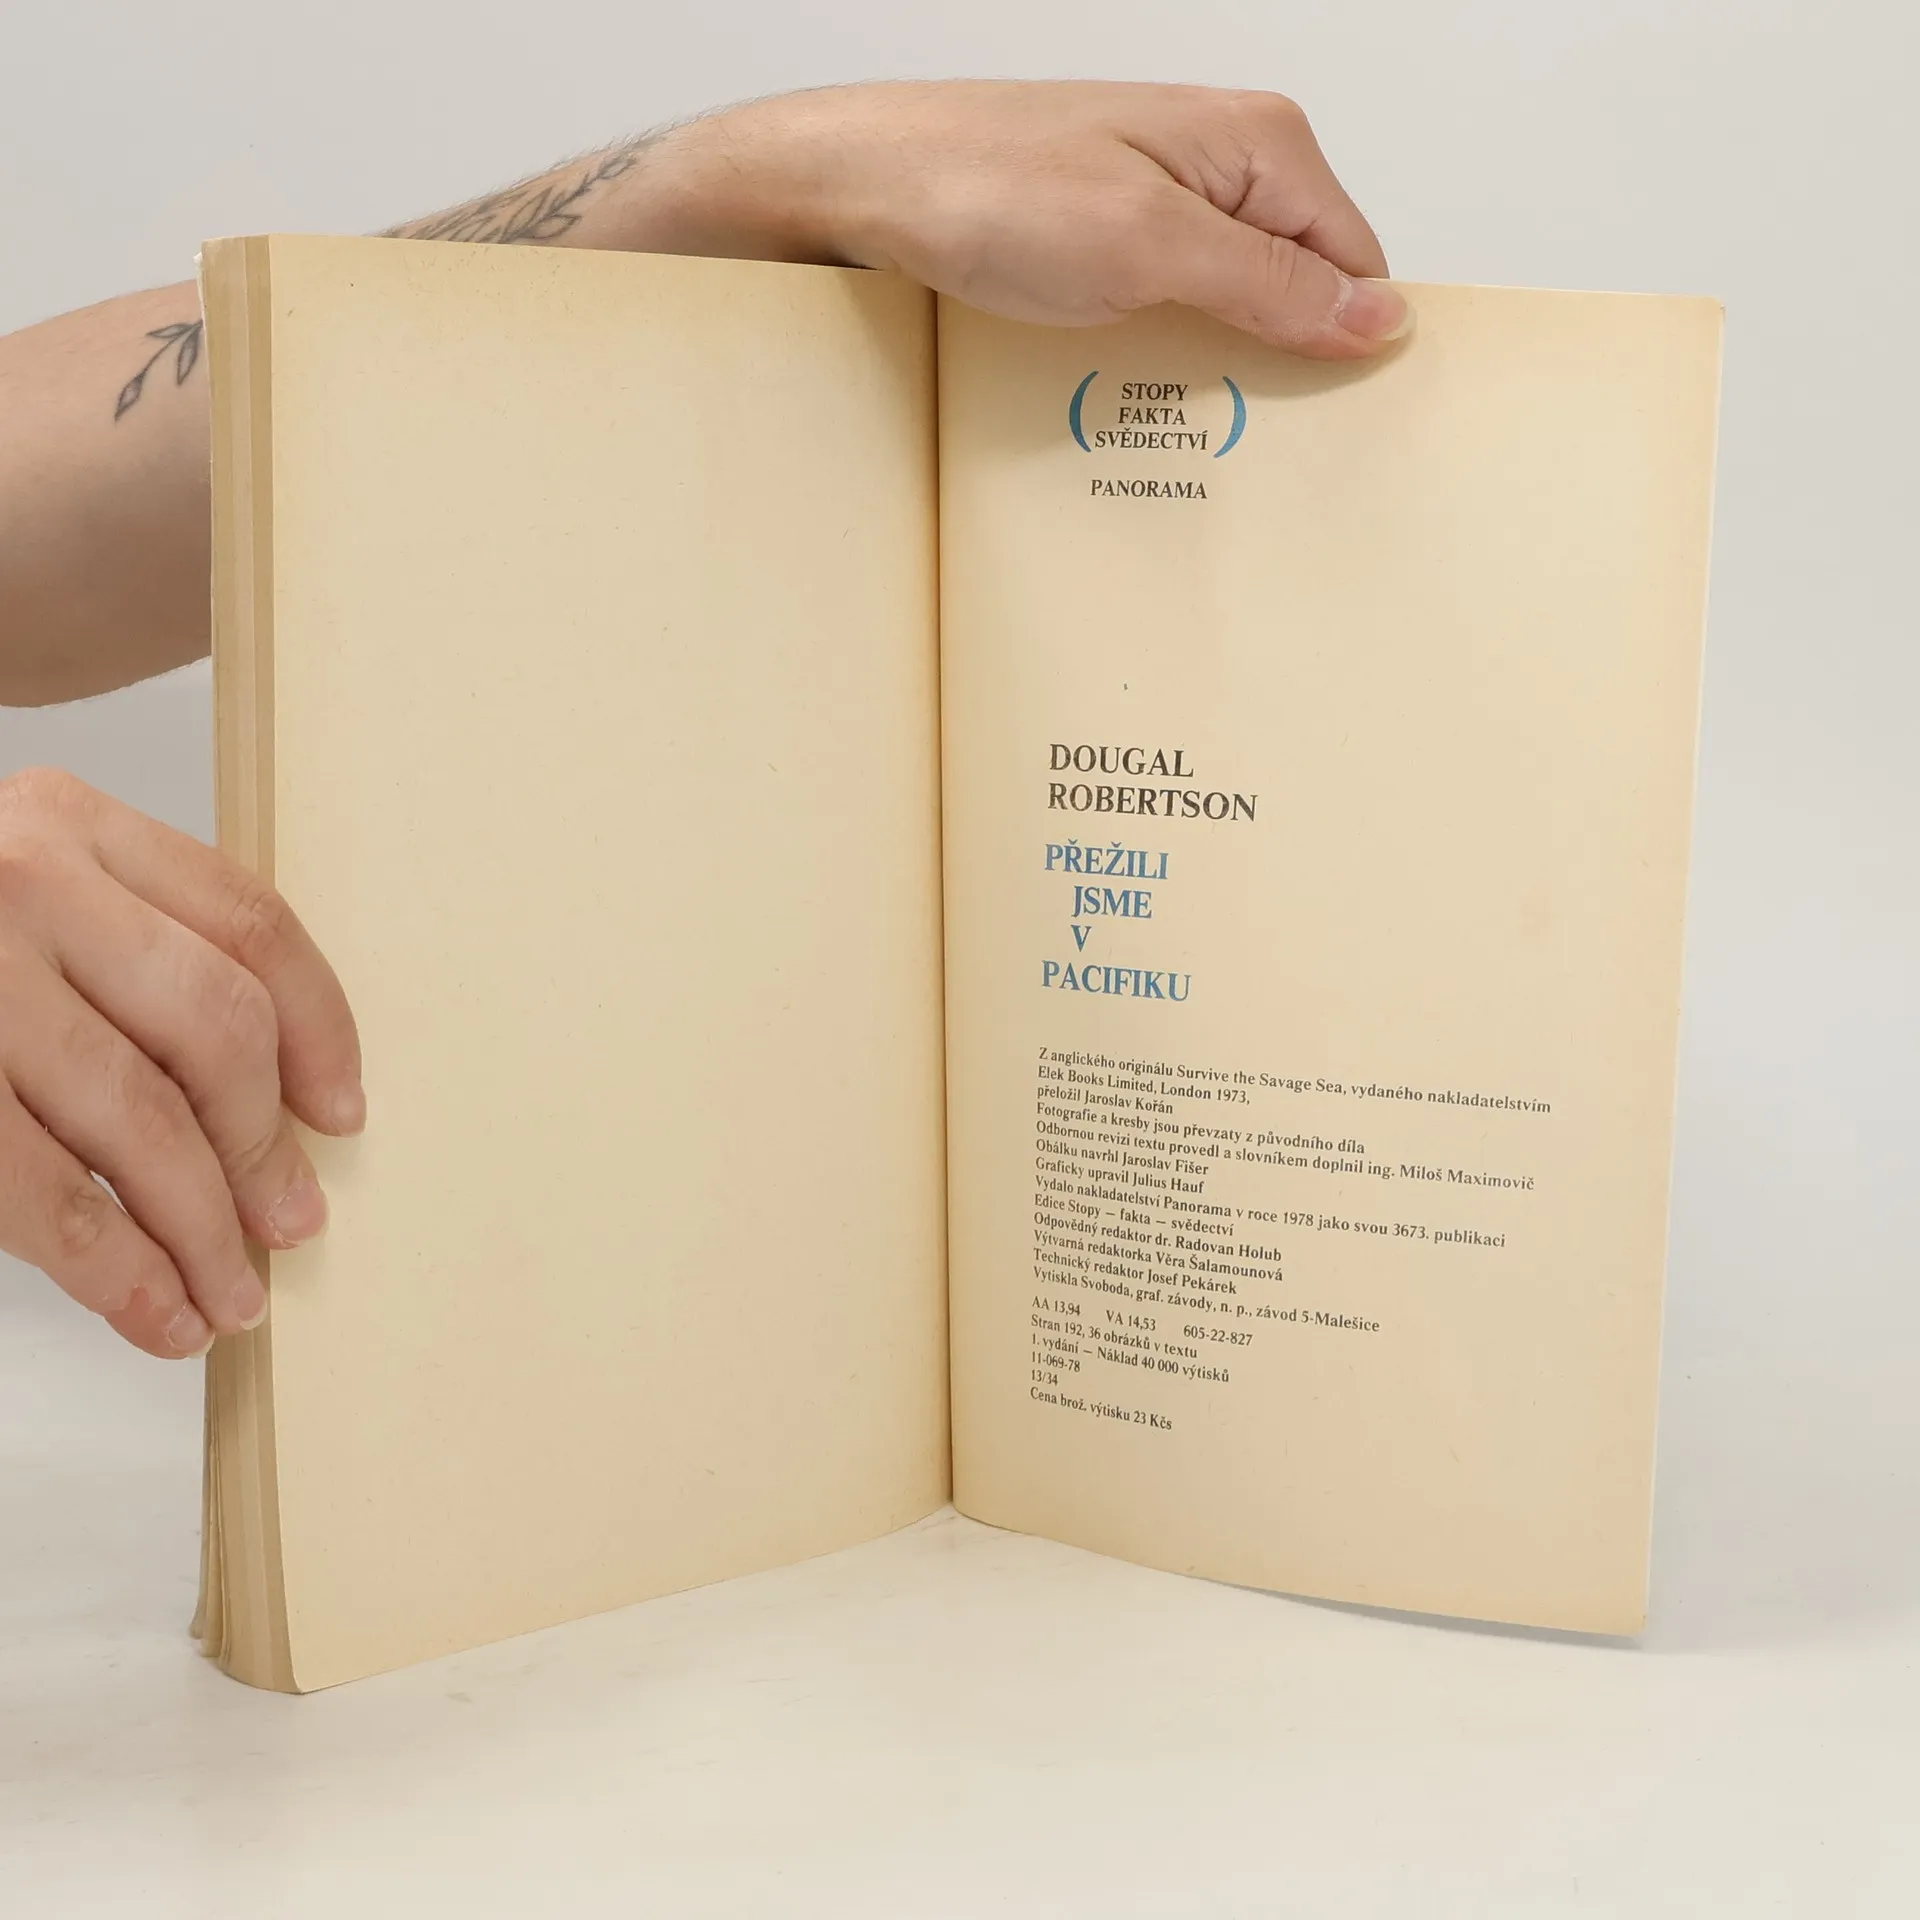 STOPY
FAKTA
SVĚDECTVÍ
PANORAMA
DOUGAL
ROBERTSON
PŘEŽILI
JSME
V
PACIFIKU
Z anglického originálu Survive the Savage Sea, vydaného nakladatelstvím
Elek Books Limited, London 1973,
přeložil Jaroslav Kořán
Fotografie a kresby jsou převzaty z původního díla
Odbornou revizi textu provedl a slovníkem doplnil ing. Miloš Maximovič
Obálku navrhl Jaroslav Fišer
Graficky upravil Julius Hauf
Vydalo nakladatelství Panorama v roce 1978 jako svou 3673. publikaci
Edice Stopy – fakta – svědectví
Odpovědný redaktor dr. Radovan Holub
Výtvarná redaktorka Věra Šalamounová
Technický redaktor Josef Pekárek
Vytiskla Svoboda, graf. závody, n. p., závod 5-Malešice
AA 13,94 VA 14,53 605-22-827
Stran 192, 36 obrázků v textu
1. vydání – Náklad 40 000 výtisků
11-069-78
13/34
Cena brož. výtisku 23 Kčs